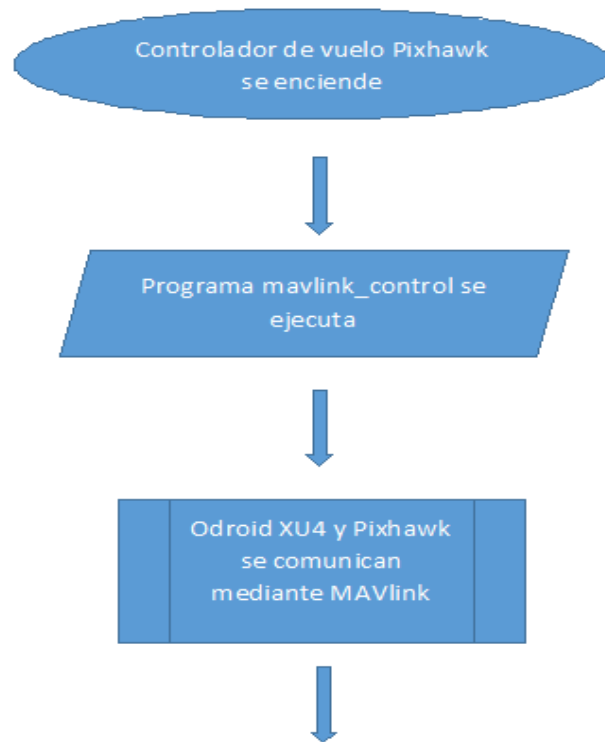 Controlador de vuelo Pixhawk
se enciende
Programa mavlink_control se
ejecuta
Odroid XU4 y Pixhawk
se comunican
mediante MAVlink